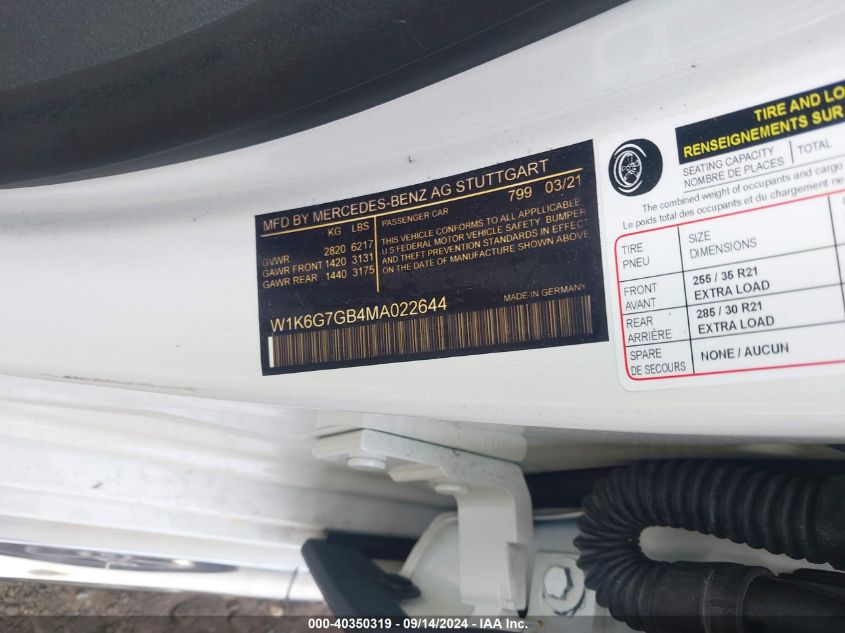 MFD BY MERCEDES-BENZ AG STUTTGART
KG LBS
GVWR 2820 6217
GAWR FRONT 1420 3131
GAWR REAR 1440 3175
PASSENGER CAR 799 03/21
THIS VEHICLE CONFORMS TO ALL APPLLICABLE
U S FEDERAL MOTOR VEHICLE SAFETY, BUMPER
AND THEFT PREVENTION STANDARDS IN EFFECT
ON THE DATE OF MANUFACTURE SHOWN ABOVE
W1K6G7GB4MA022644
MADE IN GERMANY
TIRE AND LO
RENSEIGNEMENTS SUR
SEATING CAPACITY
NOMBRE DE PLACES
TOTAL
The combined weight of occupants and cargo
Le poids total des occupants et du chargement ne
TIRE
PNEU
SIZE
DIMENSIONS
FRONT
AVANT
255 / 35 R21
EXTRA LOAD
REAR
ARRIÈRE
285 / 30 R21
EXTRA LOAD
SPARE
DE SECOURS
NONE / AUCUN
000-40350319 - 09/14/2024 - IAA Inc.